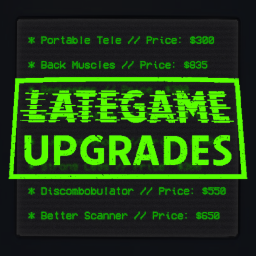 * Portable Tele // Price: $300
* Back Muscles // Price: $835
LATEGAME
UPGRADES
* Discombobulator // Price: $550
* Better Scanner // Price: $650